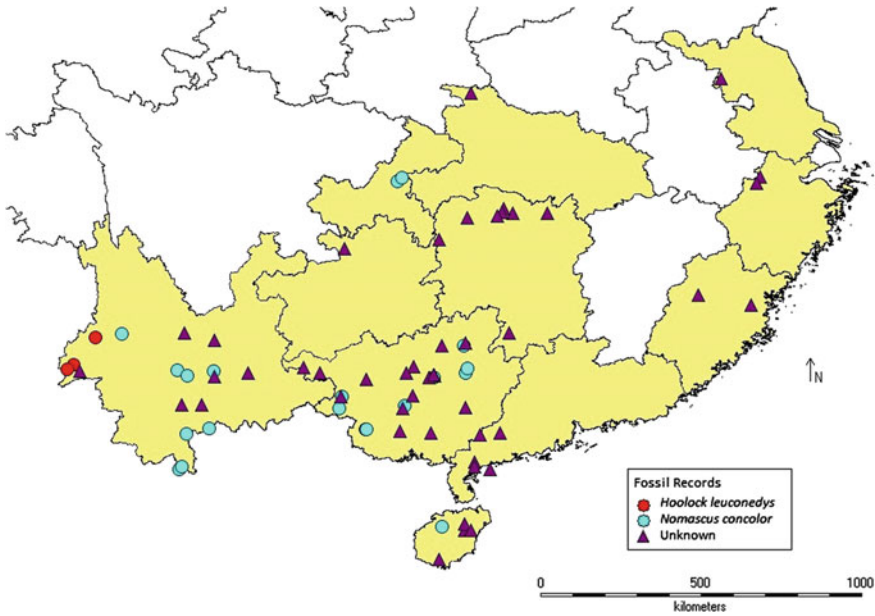 N
Fossil Records
Hoolock leuconedys
Nomascus concolor
Unknown
0 500 1000
kilometers